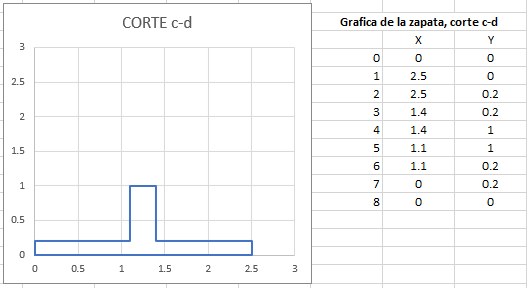 CORTE c-d
3
2.5
2
1.5
1
0.5
0
0 0.5 1 1.5 2 2.5 3
Grafica de la zapata, corte c-d
X Y
0 0 0
1 2.5 0
2 2.5 0.2
3 1.4 0.2
4 1.4 1
5 1.1 1
6 1.1 0.2
7 0 0.2
8 0 0